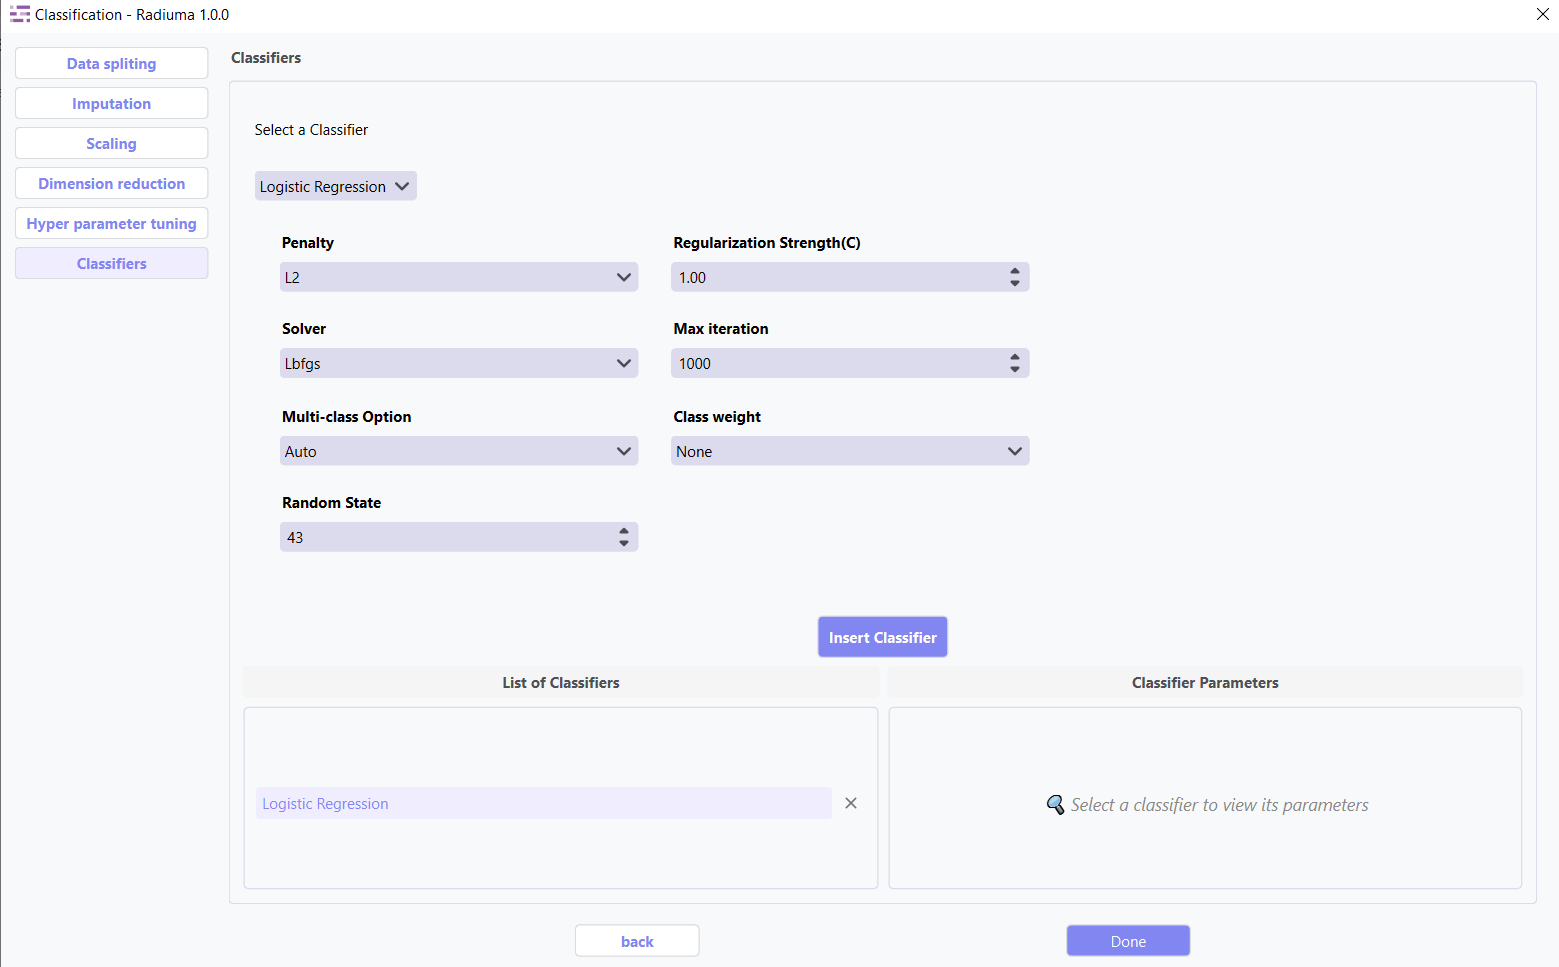 Classification - Radiuma 1.0.0
Data spliting
Imputation
Scaling
Dimension reduction
Hyper parameter tuning
Classifiers
Classifiers
Select a Classifier
Logistic Regression
Penalty
Regularization Strength(C)
L2
1.00
Solver
Max iteration
Lbfgs
1000
Multi-class Option
Class weight
Auto
None
Random State
43
Insert Classifier
List of Classifiers
Classifier Parameters
Logistic Regression
Select a classifier to view its parameters
back
Done